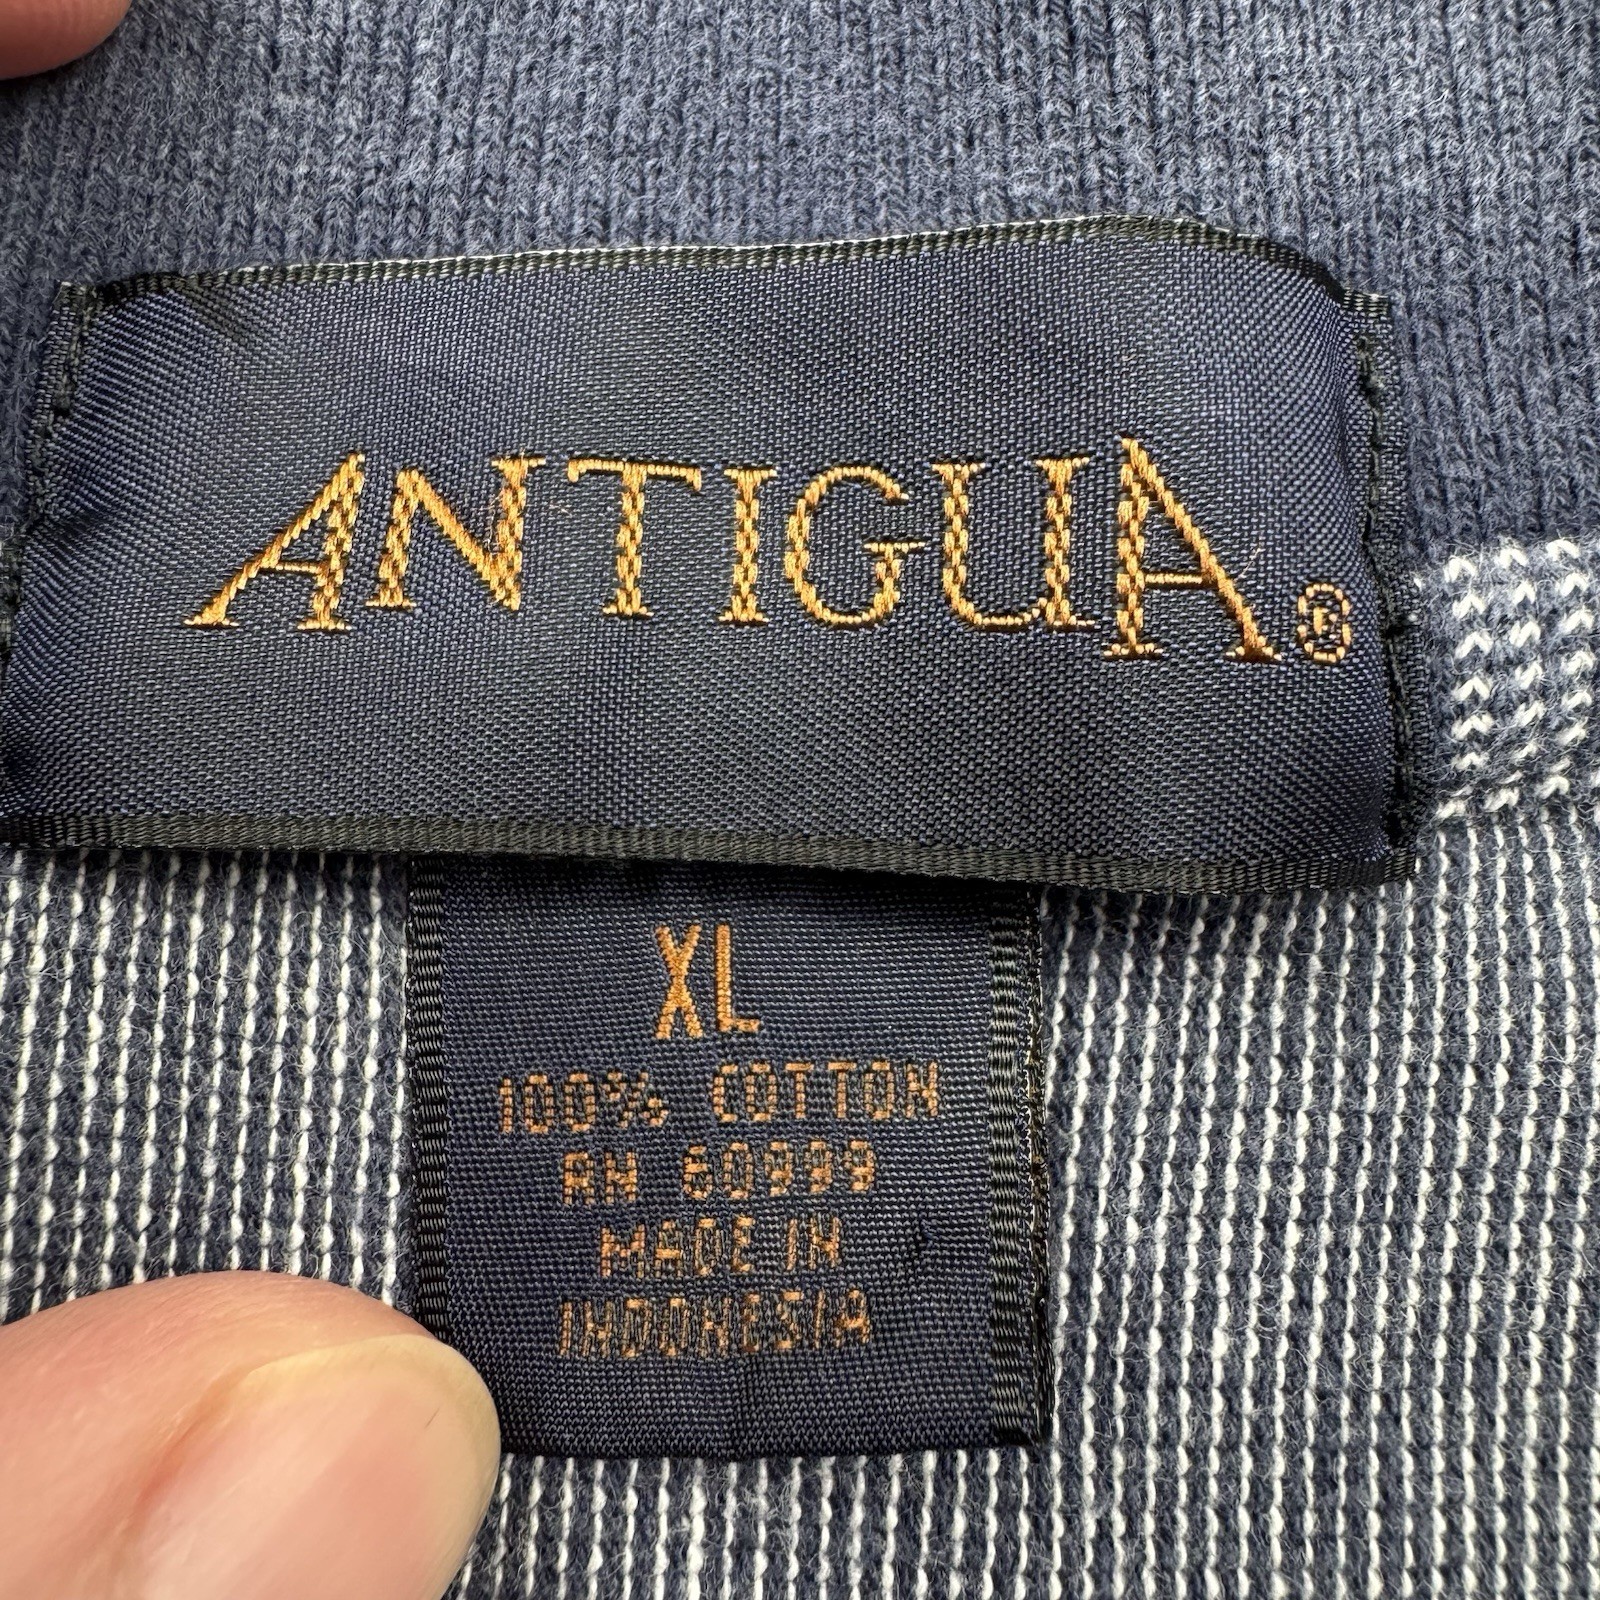 ANTIGUA®
XL
100% COTTON
RN 60999
MADE IN
INDONESIA